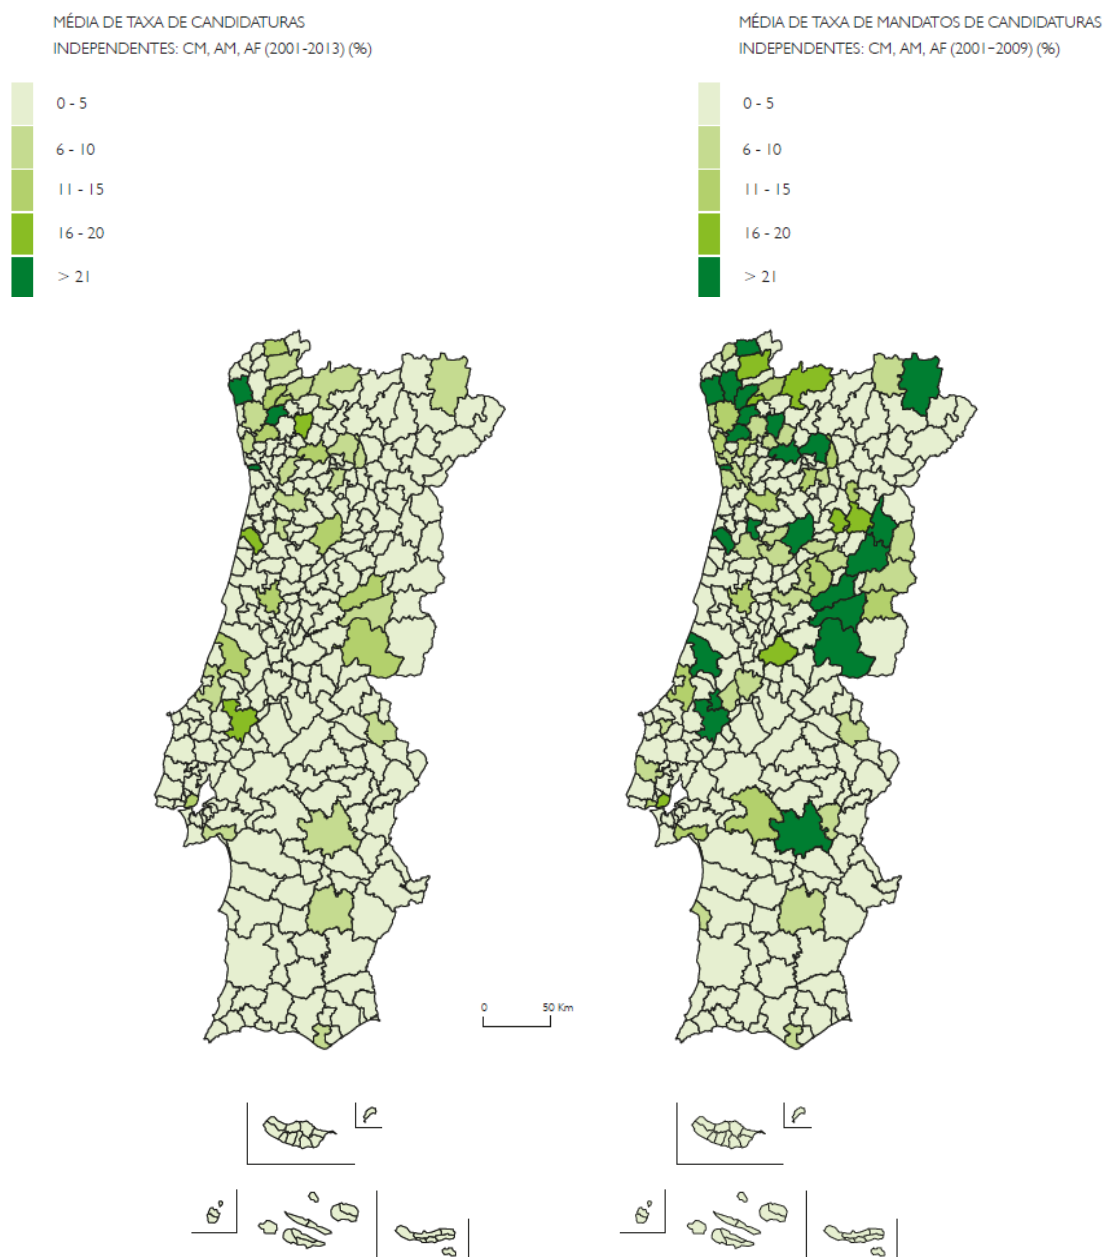 MÉDIA DE TAXA DE CANDIDATURAS
INDEPENDENTES: CM, AM, AF (2001-2013) (%)
0 - 5
6 - 10
11 - 15
16 - 20
> 21
MÉDIA DE TAXA DE MANDATOS DE CANDIDATURAS
INDEPENDENTES: CM, AM, AF (2001-2009) (%)
0 - 5
6 - 10
11 - 15
16 - 20
> 21
0 50 Km